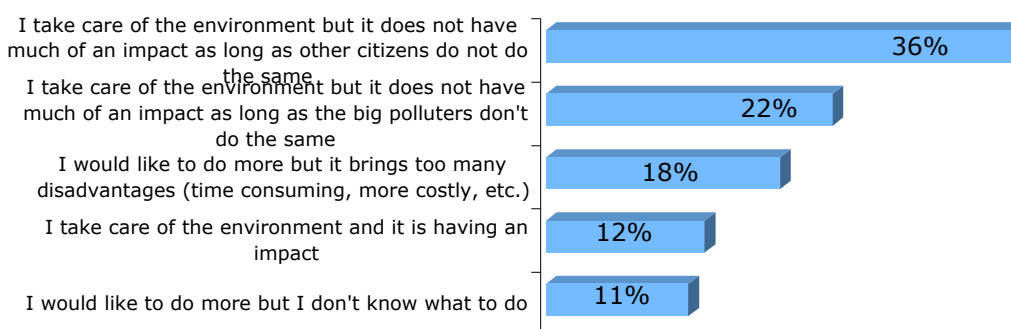 I take care of the environment but it does not have
much of an impact as long as other citizens do not do
the same
36%
I take care of the environment but it does not have
much of an impact as long as the big polluters don't
do the same
22%
I would like to do more but it brings too many
disadvantages (time consuming, more costly, etc.)
18%
I take care of the environment and it is having an
impact
12%
I would like to do more but I don't know what to do
11%